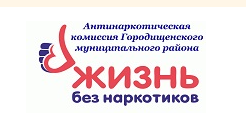 Антинаркотическая
комиссия Городищенского
муниципального района
ЖИЗНЬ
без наркотиков